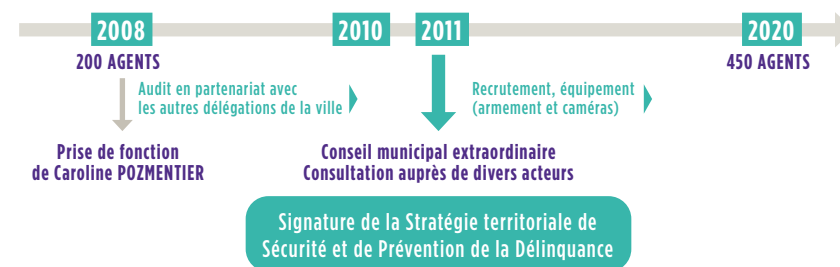 2008
2010
2011
2020
200 AGENTS
450 AGENTS
Audit en partenariat avec
les autres délégations de la ville
Recrutement, équipement
(armement et caméras)
Prise de fonction
de Caroline POZMENTIER
Conseil municipal extraordinaire
Consultation auprès de divers acteurs
Signature de la Stratégie territoriale de
Sécurité et de Prévention de la Délinquance